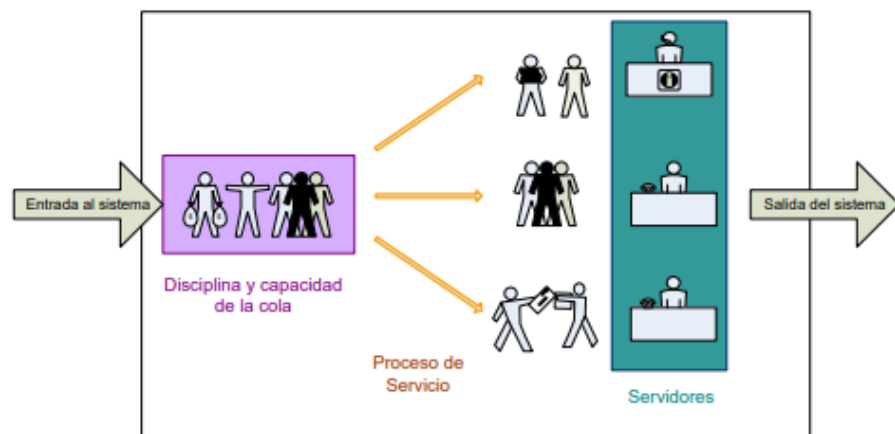 Entrada al sistema
Disciplina y capacidad
de la cola
Proceso de
Servicio
Servidores
Salida del sistema